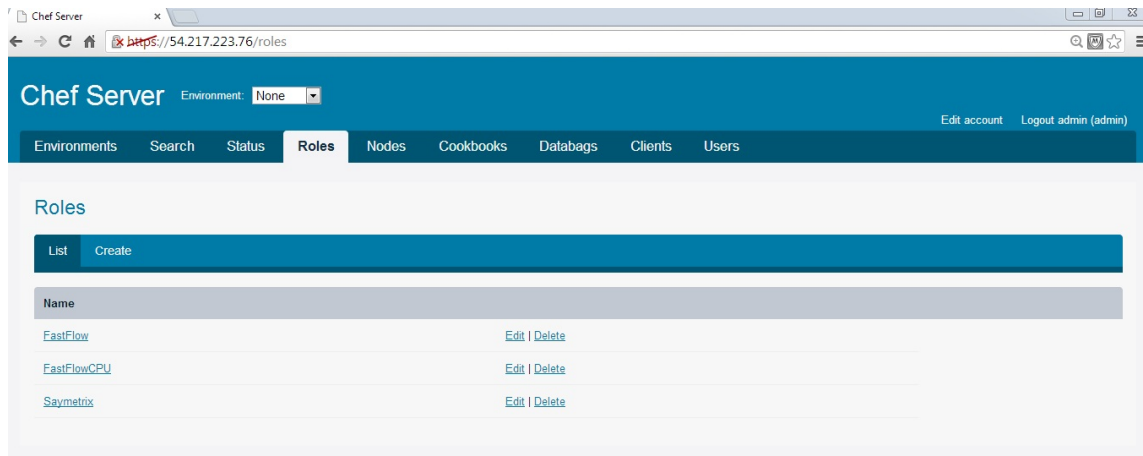 Chef Server
https://54.217.223.76/roles
Chef Server Environment: None
Edit account Logout admin (admin)
Environments Search Status Roles Nodes Cookbooks Databags Clients Users
Roles
List Create
Name
FastFlow Edit | Delete
FastFlowCPU Edit | Delete
Saymetrix Edit | Delete